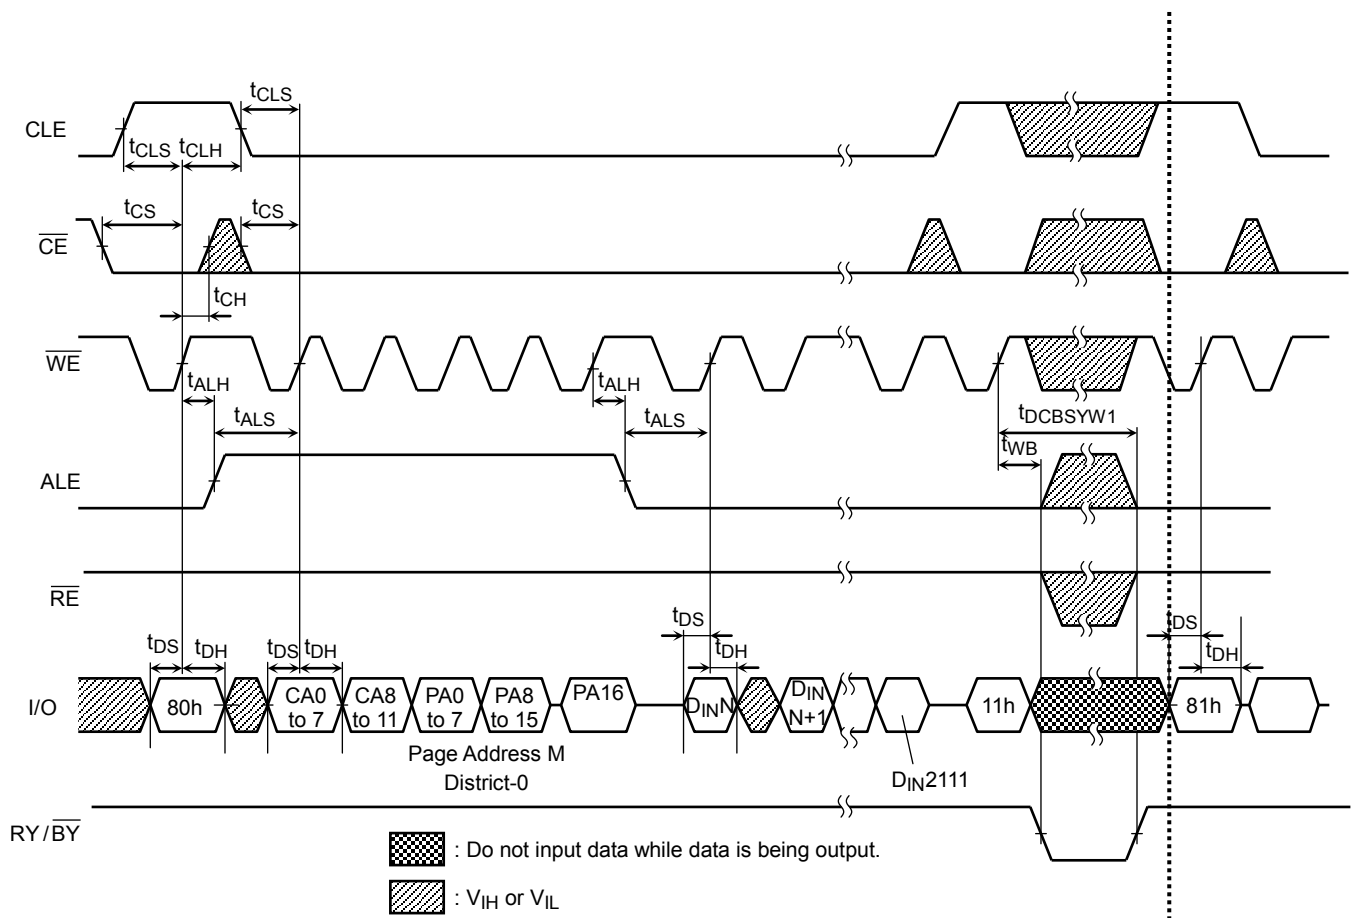 CLE
tCLS
tCLS
tCLH
CE
tCS
tCS
tCH
WE
tALH
tALS
tALH
tALS
tDCBSYW1
tWB
ALE
RE
tDS
tDH
tDS
tDH
tDS
tDH
tDS
tDH
I/O
80h
CA0 to 7
CA8 to 11
PA0 to 7
PA8 to 15
PA16
DINN
DIN N+1
11h
81h
Page Address M
District-0
DIN2111
RY/BY
: Do not input data while data is being output.
: VIH or VIL